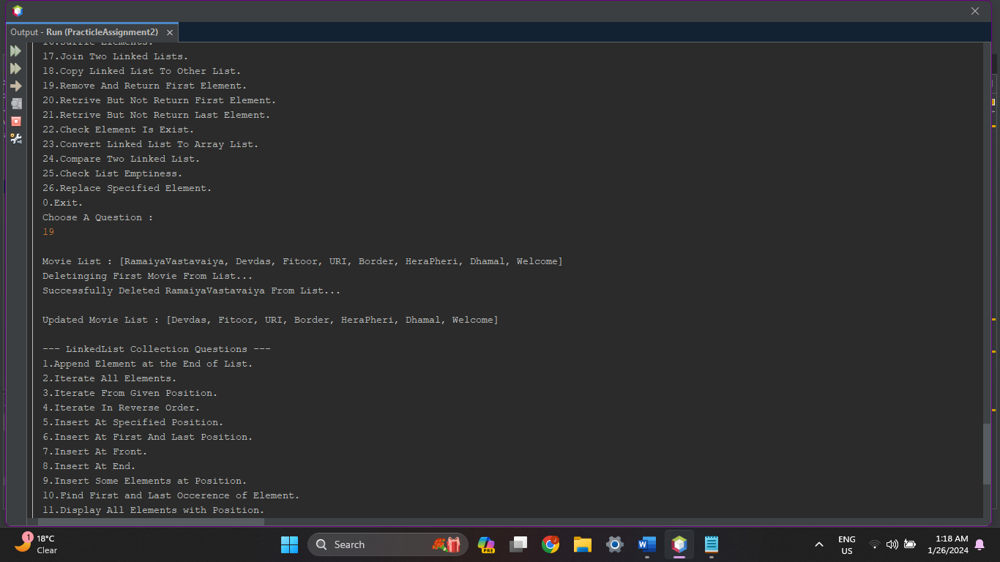 Output - Run (PracticleAssignment2)
16.Suffle Elements.
17.Join Two Linked Lists.
18.Copy Linked List To Other List.
19.Remove And Return First Element.
20.Retrive But Not Return First Element.
21.Retrive But Not Return Last Element.
22.Check Element Is Exist.
23.Convert Linked List To Array List.
24.Compare Two Linked List.
25.Check List Emptiness.
26.Replace Specified Element.
0.Exit.
Choose A Question :
19
Movie List : [RamaiyaVastavaiya, Devdas, Fitoor, URI, Border, HeraPheri, Dhamal, Welcome]
Deletinging First Movie From List...
Successfully Deleted RamaiyaVastavaiya From List...
Updated Movie List : [Devdas, Fitoor, URI, Border, HeraPheri, Dhamal, Welcome]
--- LinkedList Collection Questions ---
1.Append Element at the End of List.
2.Iterate All Elements.
3.Iterate From Given Position.
4.Iterate In Reverse Order.
5.Insert At Specified Position.
6.Insert At First And Last Position.
7.Insert At Front.
8.Insert At End.
9.Insert Some Elements at Position.
10.Find First and Last Occerence of Element.
11.Display All Elements with Position.
1
18°C
Clear
Search
PRE
ENG
US
1:18 AM
1/26/2024